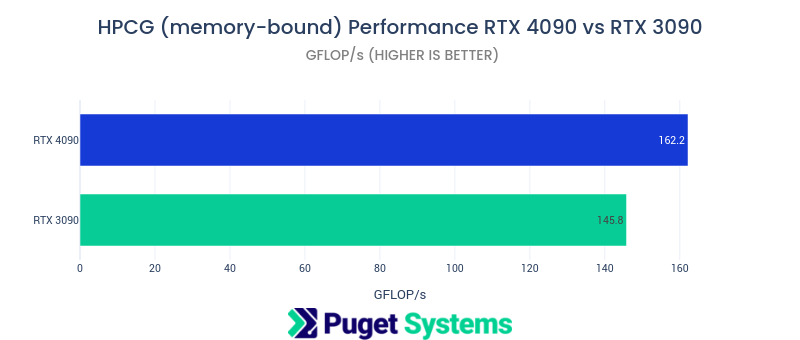 HPCG (memory-bound) Performance RTX 4090 vs RTX 3090
GFLOP/s (HIGHER IS BETTER)
RTX 4090
162.2
RTX 3090
145.8
0 20 40 60 80 100 120 140 160
GFLOP/s
Puget Systems